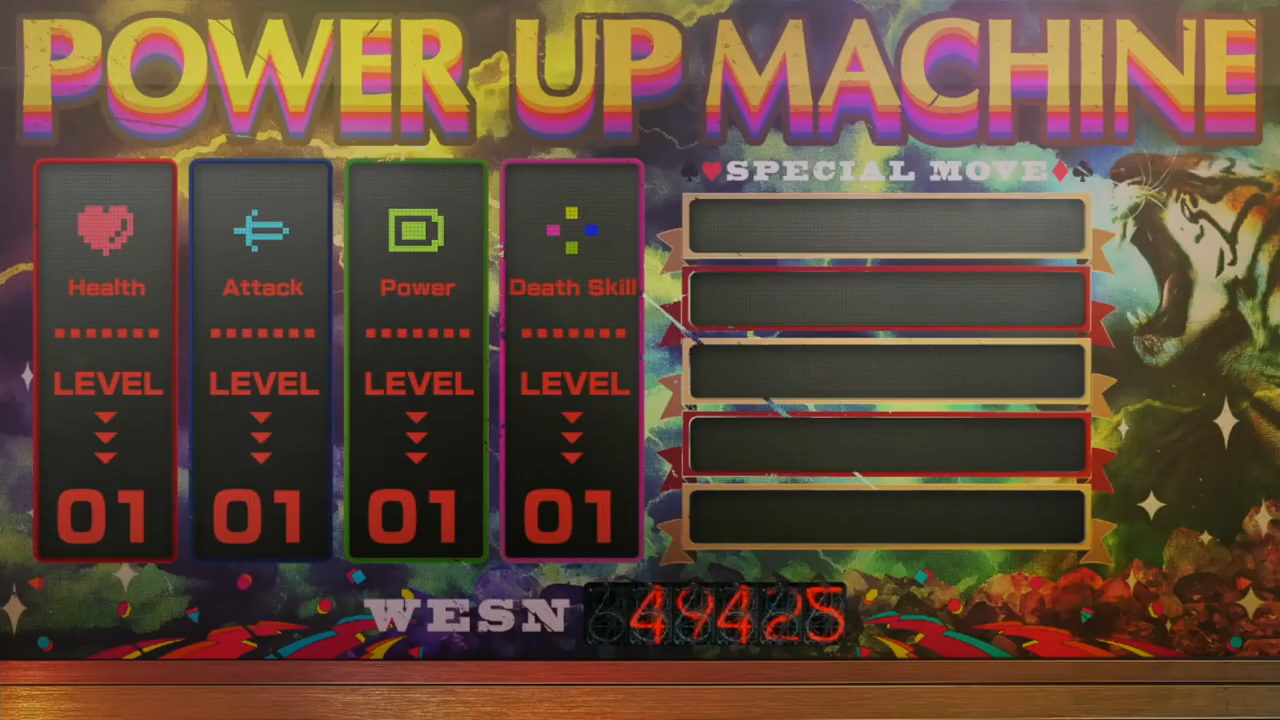 POWER UP MACHINE
SPECIAL MOVE
Health Attack Power Death Skill
LEVEL LEVEL LEVEL LEVEL
01 01 01 01
WESN 49425